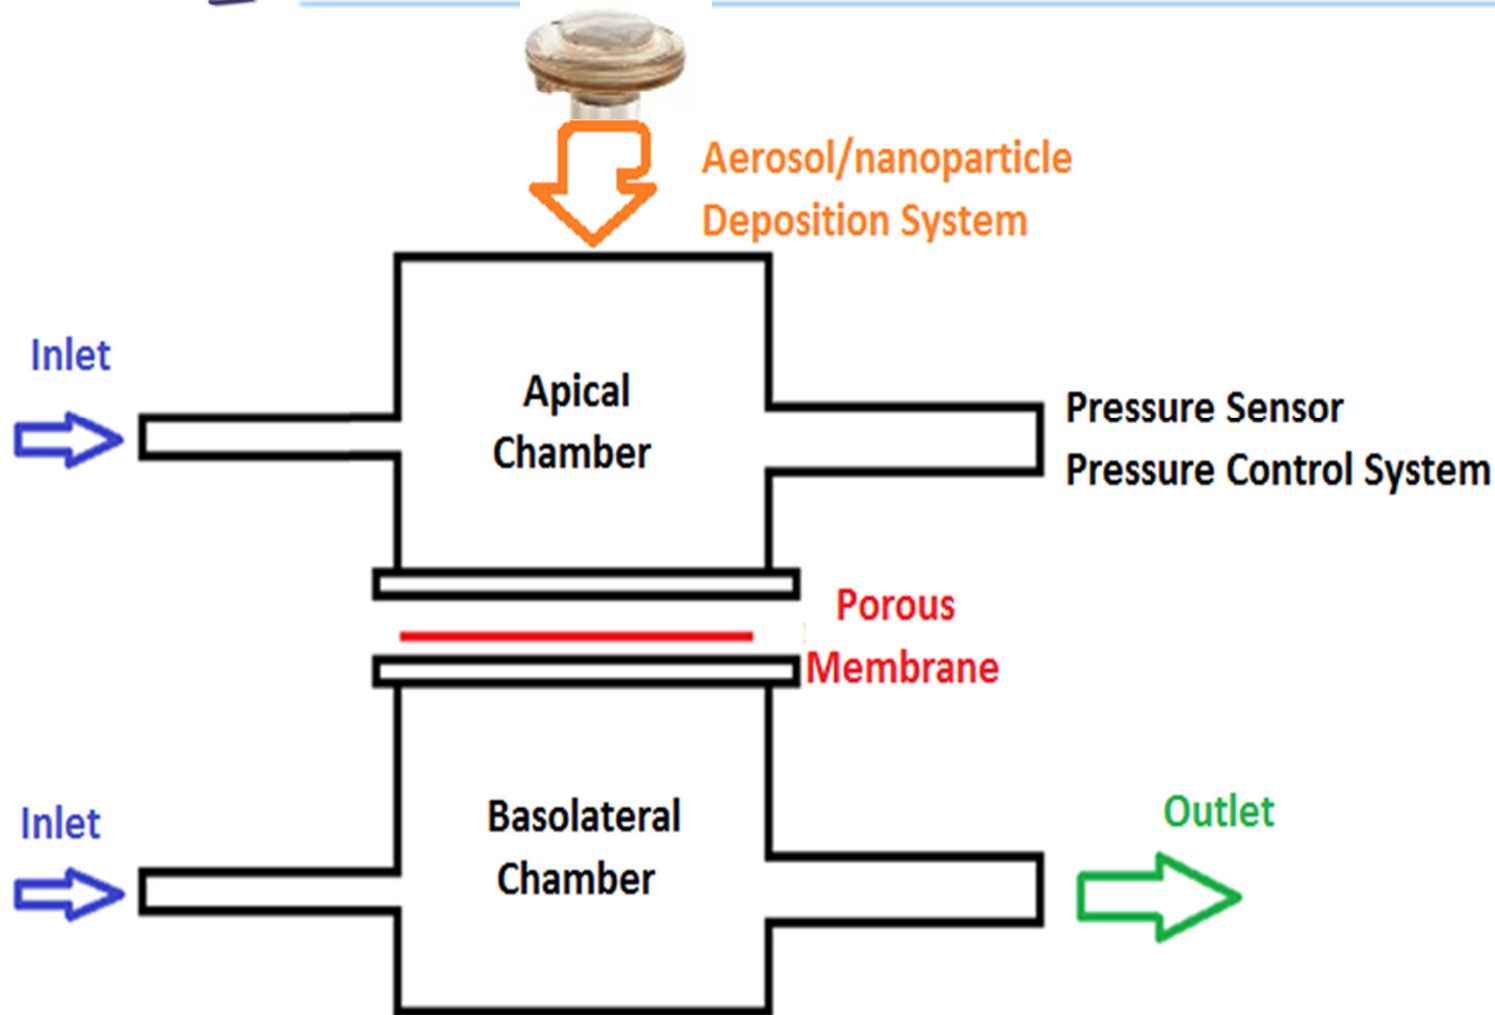 Aerosol/nanoparticle
Deposition System
Inlet
Apical
Chamber
Pressure Sensor
Pressure Control System
Porous
Membrane
Inlet
Basolateral
Chamber
Outlet